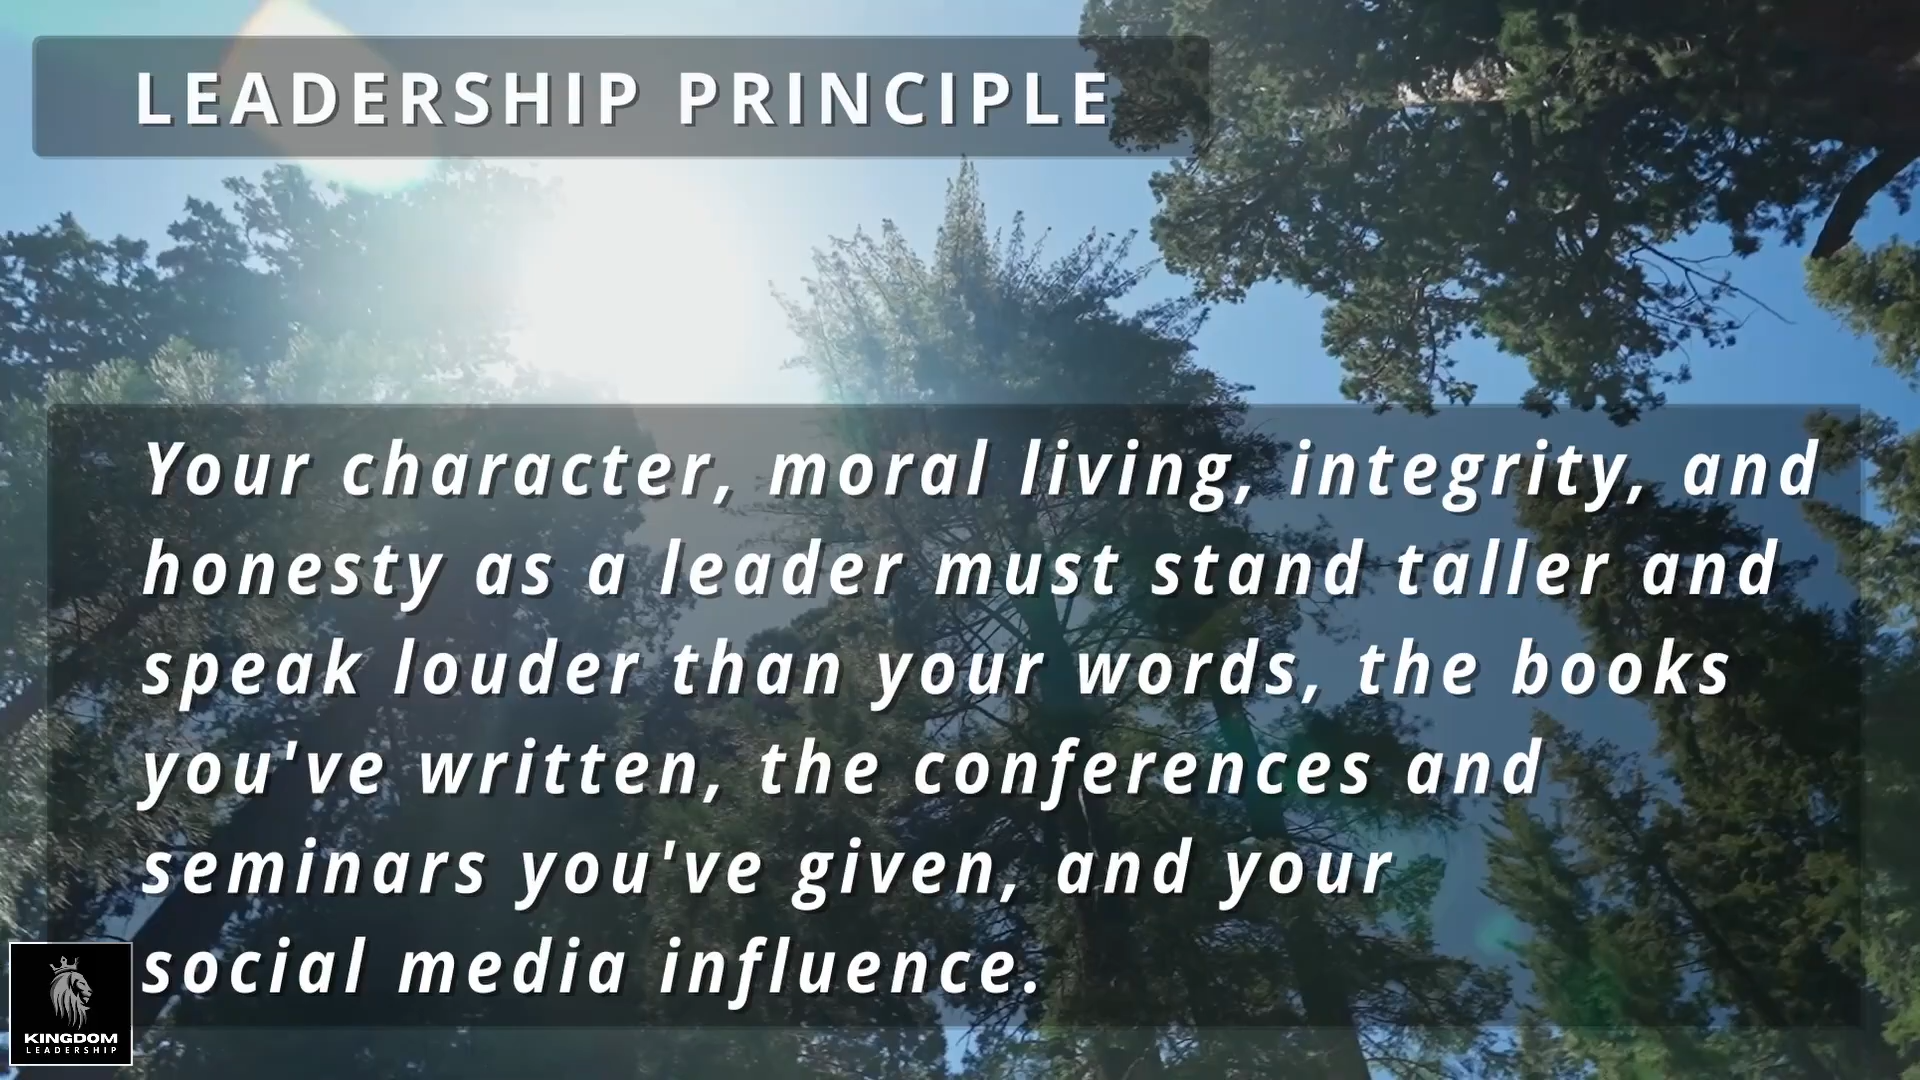 LEADERSHIP PRINCIPLE
Your character, moral living, integrity, and
honesty as a leader must stand taller and
speak louder than your words, the books
you've written, the conferences and
seminars you've given, and your
social media influence.
KINGDOM
LEADERSHIP